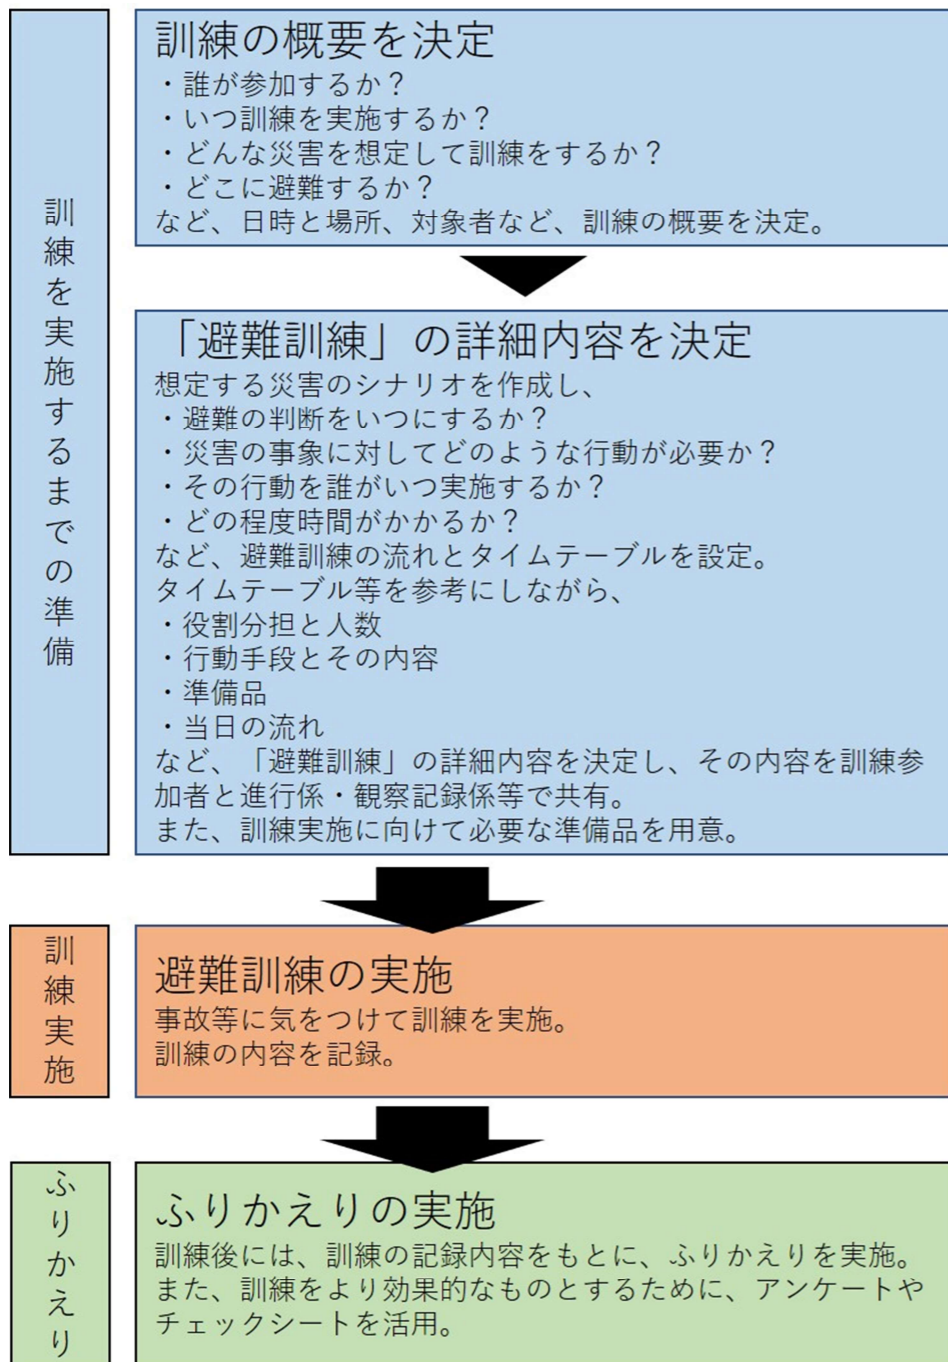 訓練を実施するまでの準備
訓練の概要を決定
・誰が参加するか？
・いつ訓練を実施するか？
・どんな災害を想定して訓練をするか？
・どこに避難するか？
など、日時と場所、対象者など、訓練の概要を決定。
「避難訓練」の詳細内容を決定
想定する災害のシナリオを作成し、
・避難の判断をいつにするか？
・災害の事象に対してどのような行動が必要か？
・その行動を誰がいつ実施するか？
・どの程度時間がかかるか？
など、避難訓練の流れとタイムテーブルを設定。
タイムテーブル等を参考にしながら、
・役割分担と人数
・行動手段とその内容
・準備品
・当日の流れ
など、「避難訓練」の詳細内容を決定し、その内容を訓練参
加者と進行係・観察記録係等で共有。
また、訓練実施に向けて必要な準備品を用意。
訓練実施
避難訓練の実施
事故等に気をつけて訓練を実施。
訓練の内容を記録。
ふりかえり
ふりかえりの実施
訓練後には、訓練の記録内容をもとに、ふりかえりを実施。
また、訓練をより効果的なものとするために、アンケートや
チェックシートを活用。